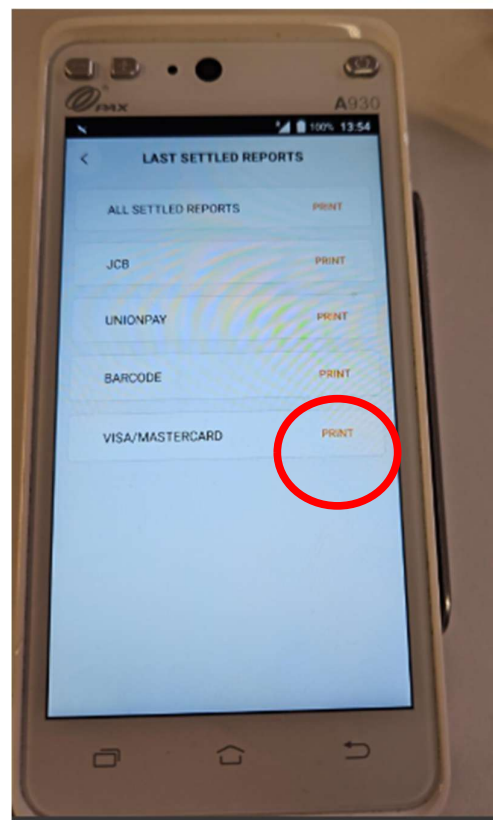 PAX
A930
100% 13:54
LAST SETTLED REPORTS
ALL SETTLED REPORTS PRINT
JCB PRINT
UNIONPAY PRINT
BARCODE PRINT
VISA/MASTERCARD PRINT